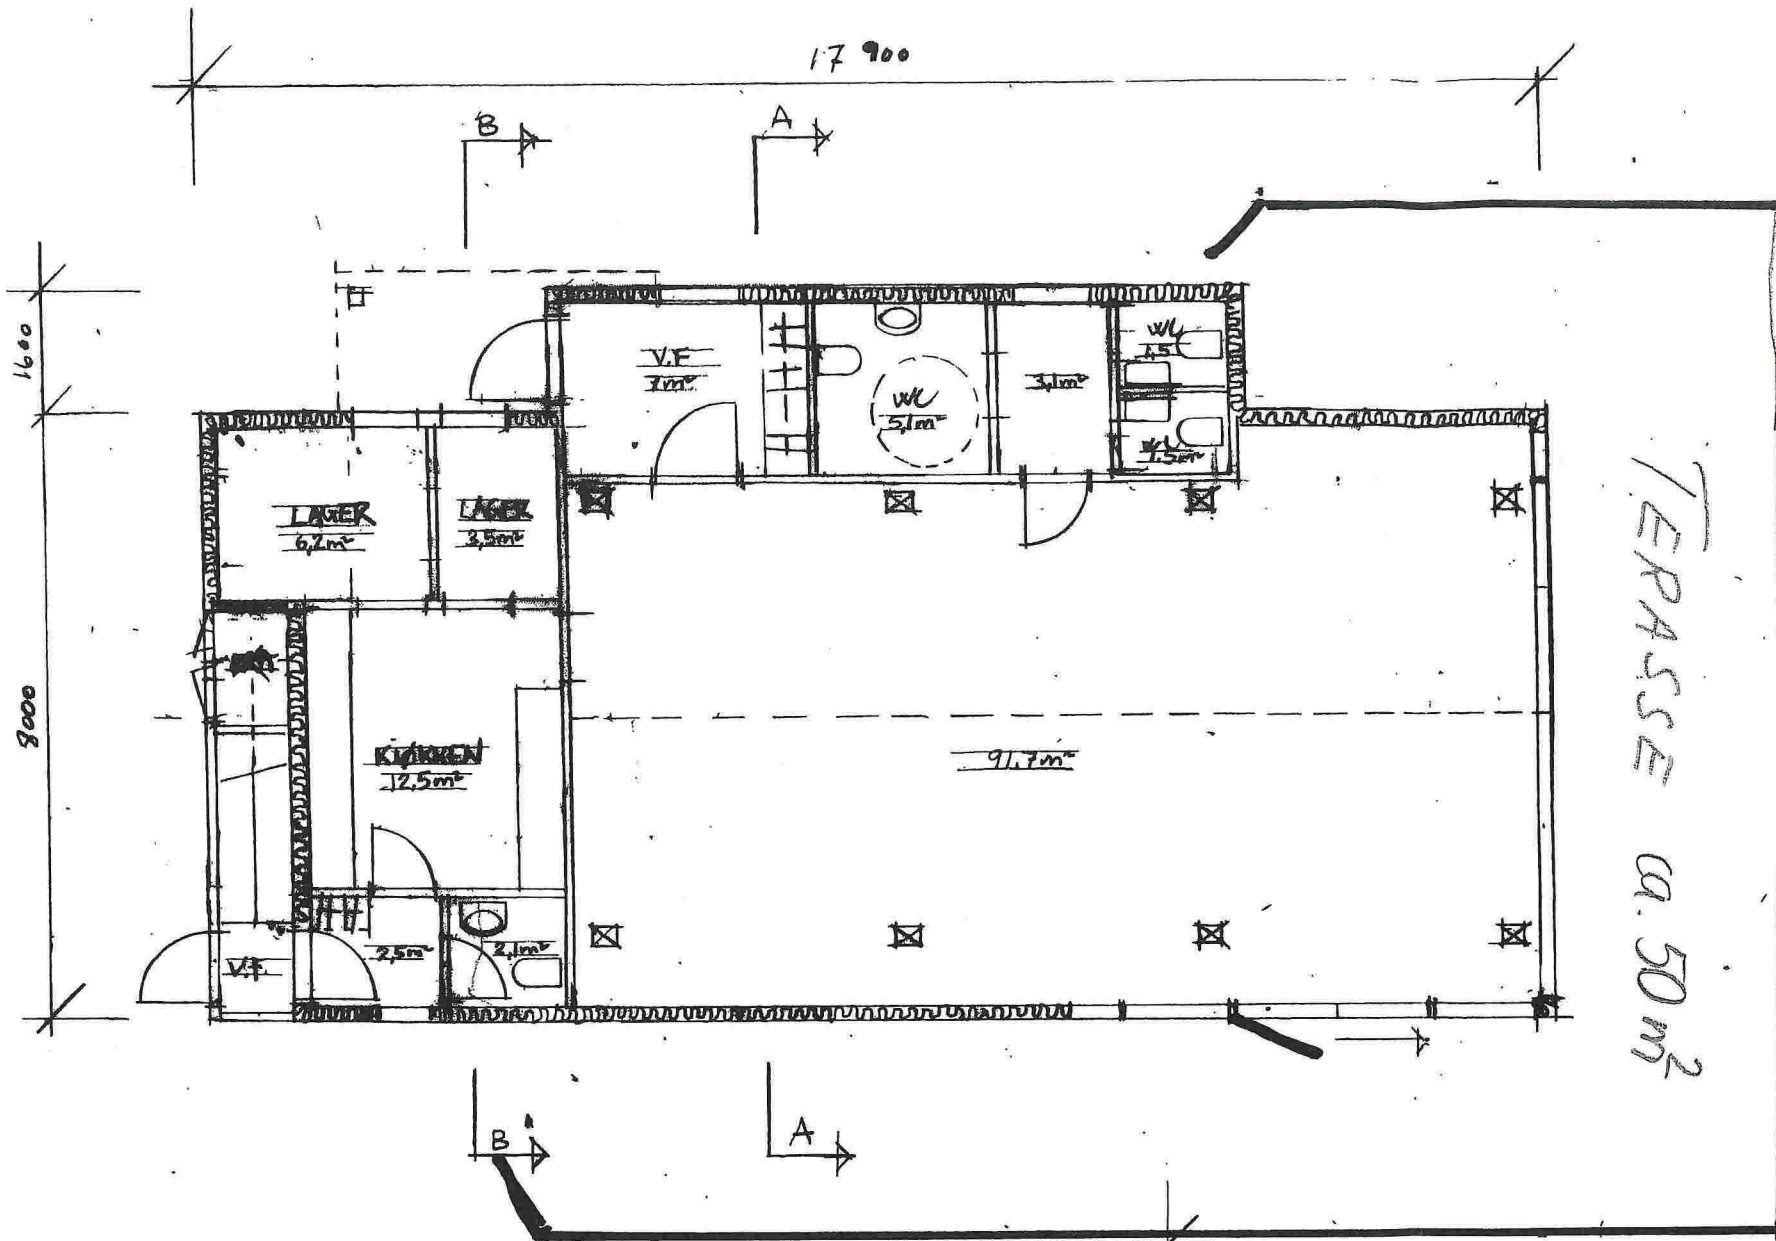 17 900
B
A
1600
8000
V.F
7m²
WC
5,1m²
3,1m²
WC
1,5
WC
1,5m²
LAGER
6,2m²
LAGER
3,5m²
KJØKKEN
12,5m²
91,7m²
V.F.
2,5m²
2,1m²
B
A
TERASSE ca. 50 m²